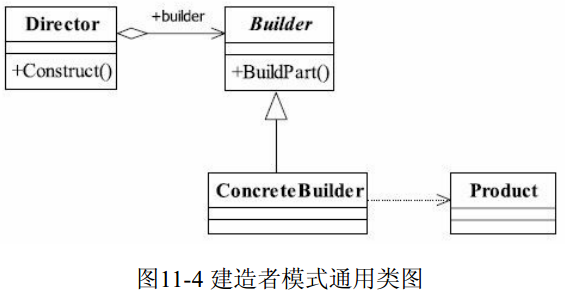 Director
+builder
Builder
+Construct()
+BuildPart()
ConcreteBuilder
Product
图11-4 建造者模式通用类图